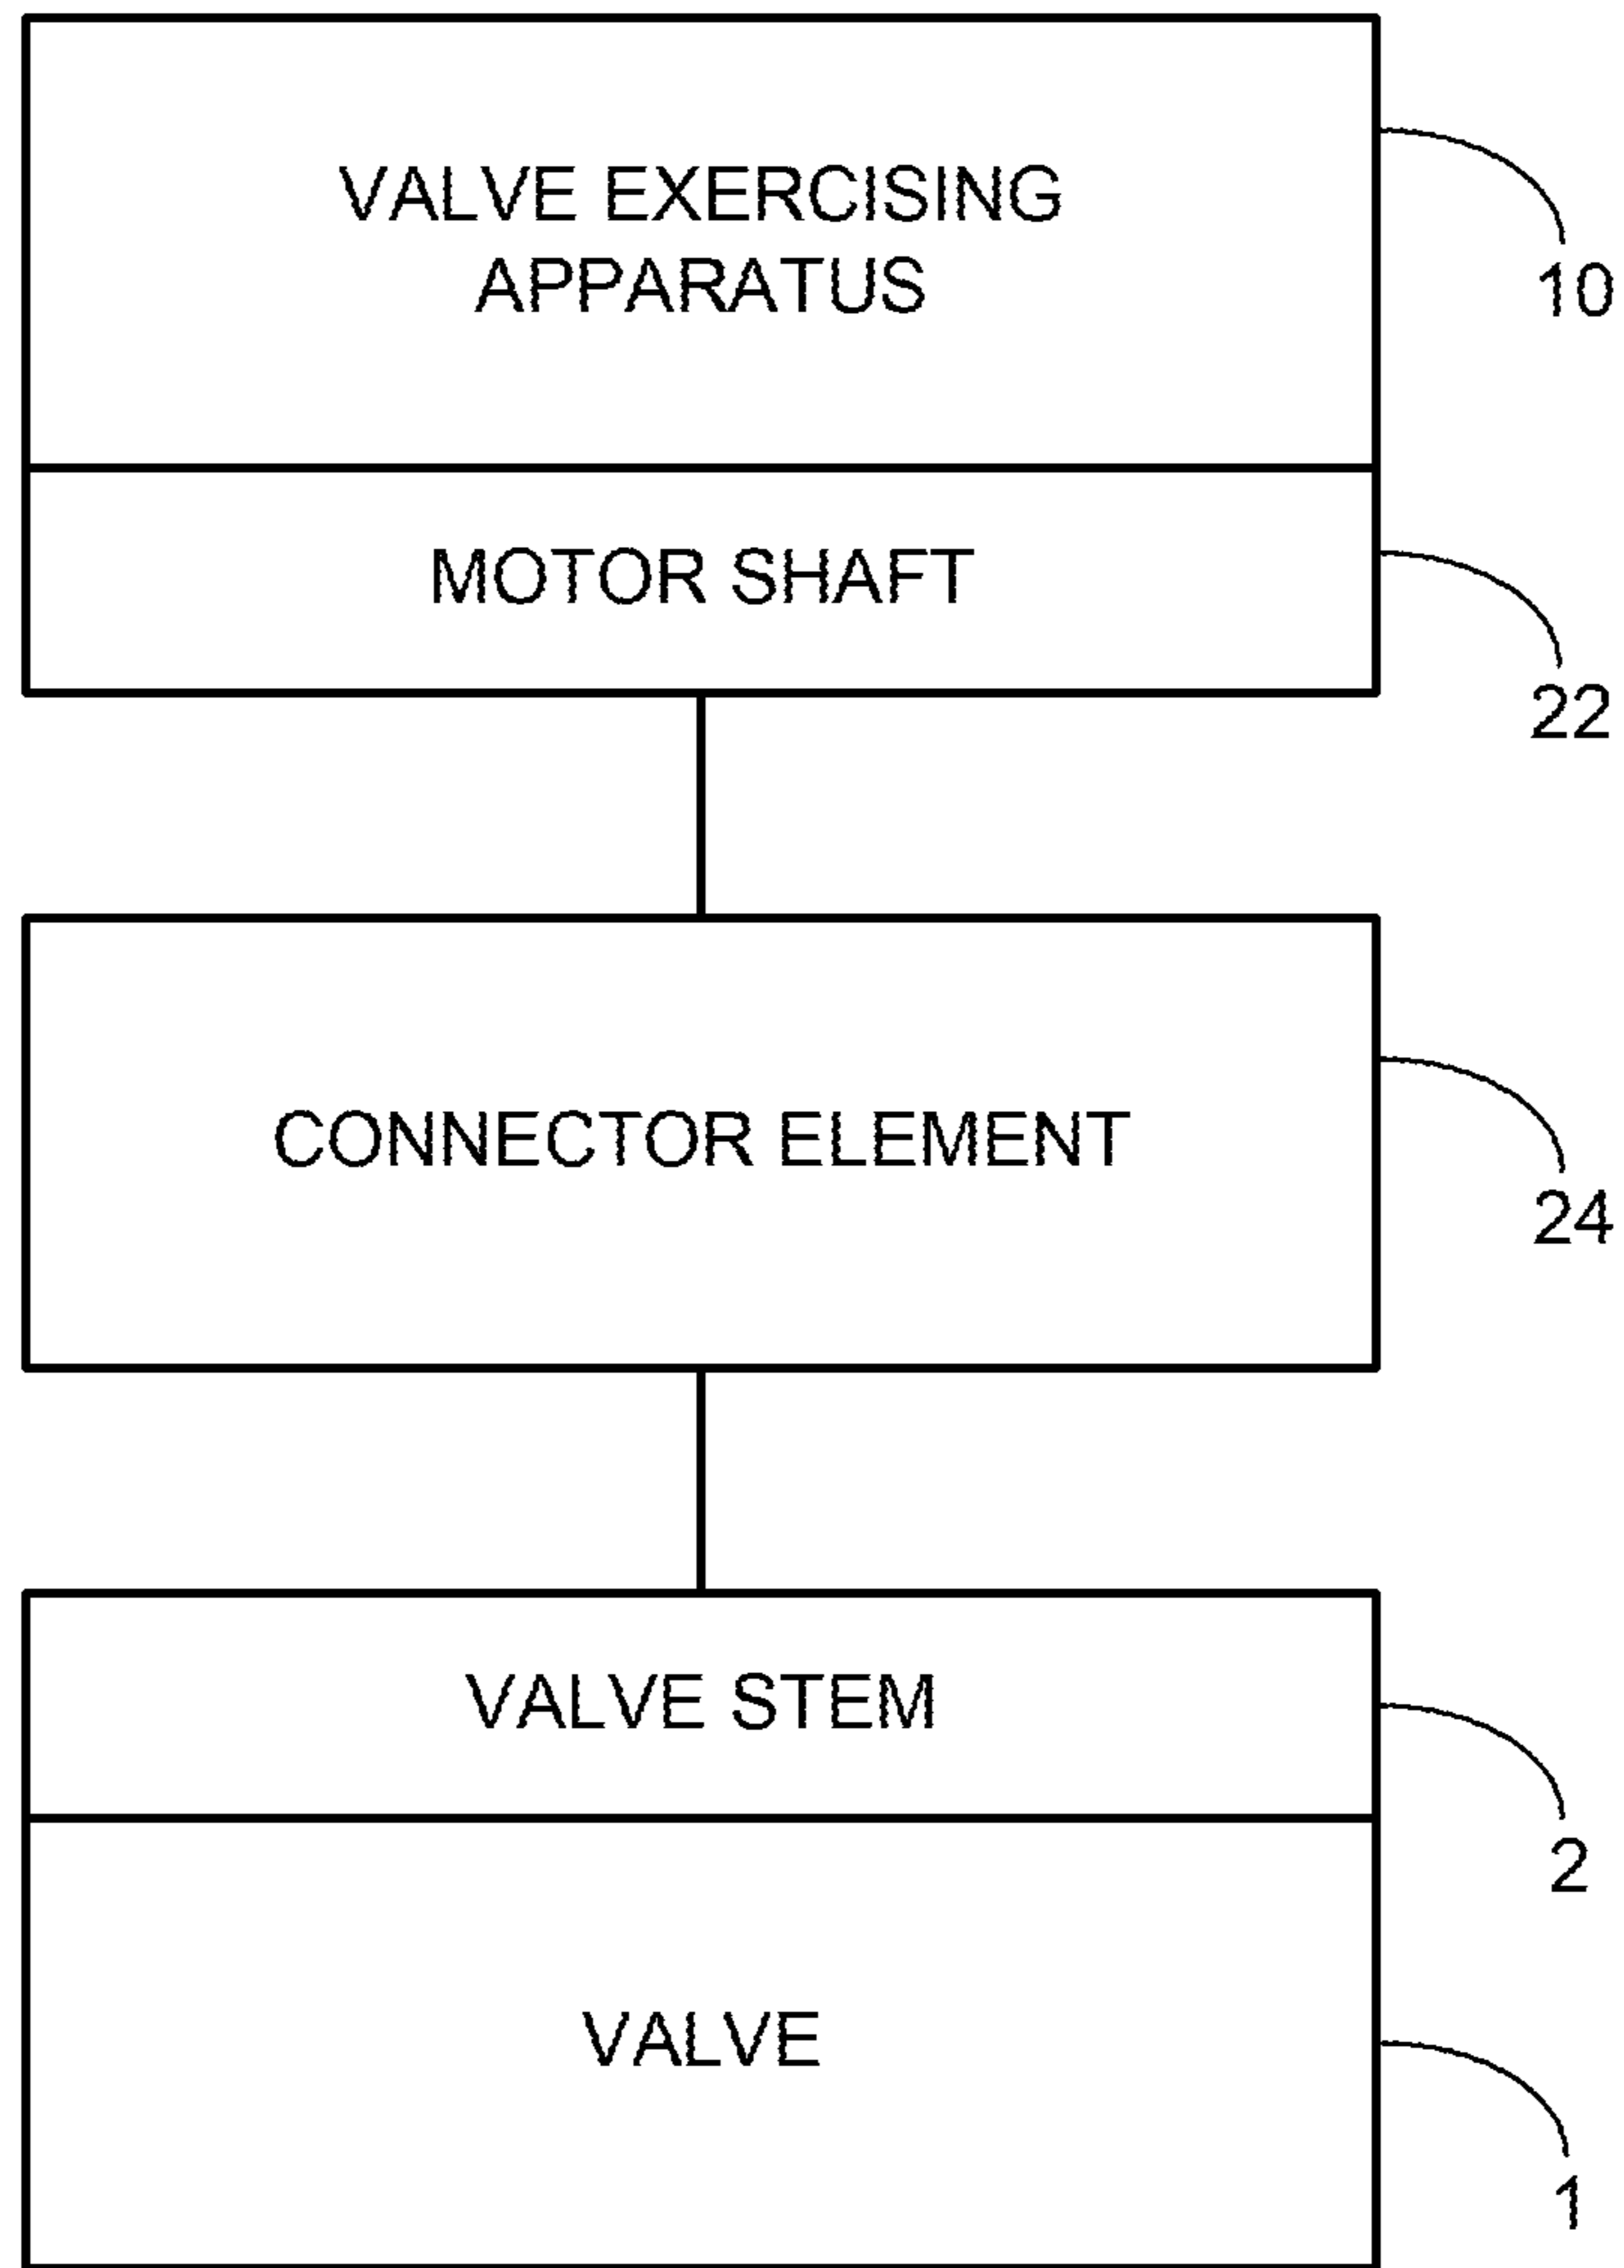 VALVE EXERCISING
APPARATUS
10
MOTOR SHAFT
22
CONNECTOR ELEMENT
24
VALVE STEM
2
VALVE
1